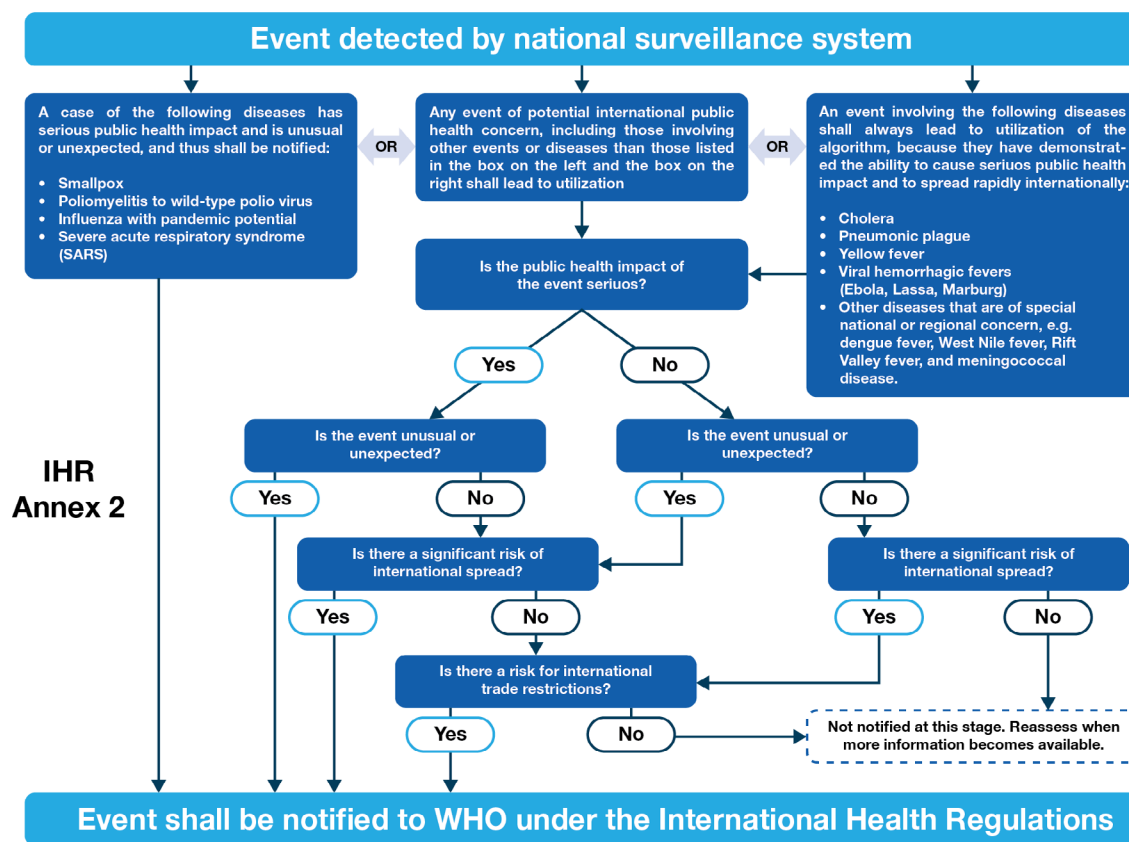 Event detected by national surveillance system
A case of the following diseases has
serious public health impact and is unusual
or unexpected, and thus shall be notified:
• Smallpox
• Poliomyelitis to wild-type polio virus
• Influenza with pandemic potential
• Severe acute respiratory syndrome
(SARS)
OR
Any event of potential international public
health concern, including those involving
other events or diseases than those listed
in the box on the left and the box on the
right shall lead to utilization
OR
An event involving the following diseases
shall always lead to utilization of the
algorithm, because they have demonstrat-
ed the ability to cause seriuos public health
impact and to spread rapidly internationally:
• Cholera
• Pneumonic plague
• Yellow fever
• Viral hemorrhagic fevers
(Ebola, Lassa, Marburg)
• Other diseases that are of special
national or regional concern, e.g.
dengue fever, West Nile fever, Rift
Valley fever, and meningococcal
disease.
Is the public health impact of
the event seriuos?
Yes
No
Is the event unusual or
unexpected?
Is the event unusual or
unexpected?
IHR
Annex 2
Yes
No
Yes
No
Is there a significant risk of
international spread?
Is there a significant risk of
international spread?
Yes
No
Yes
No
Is there a risk for international
trade restrictions?
Yes
No
Not notified at this stage. Reassess when
more information becomes available.
Event shall be notified to WHO under the International Health Regulations